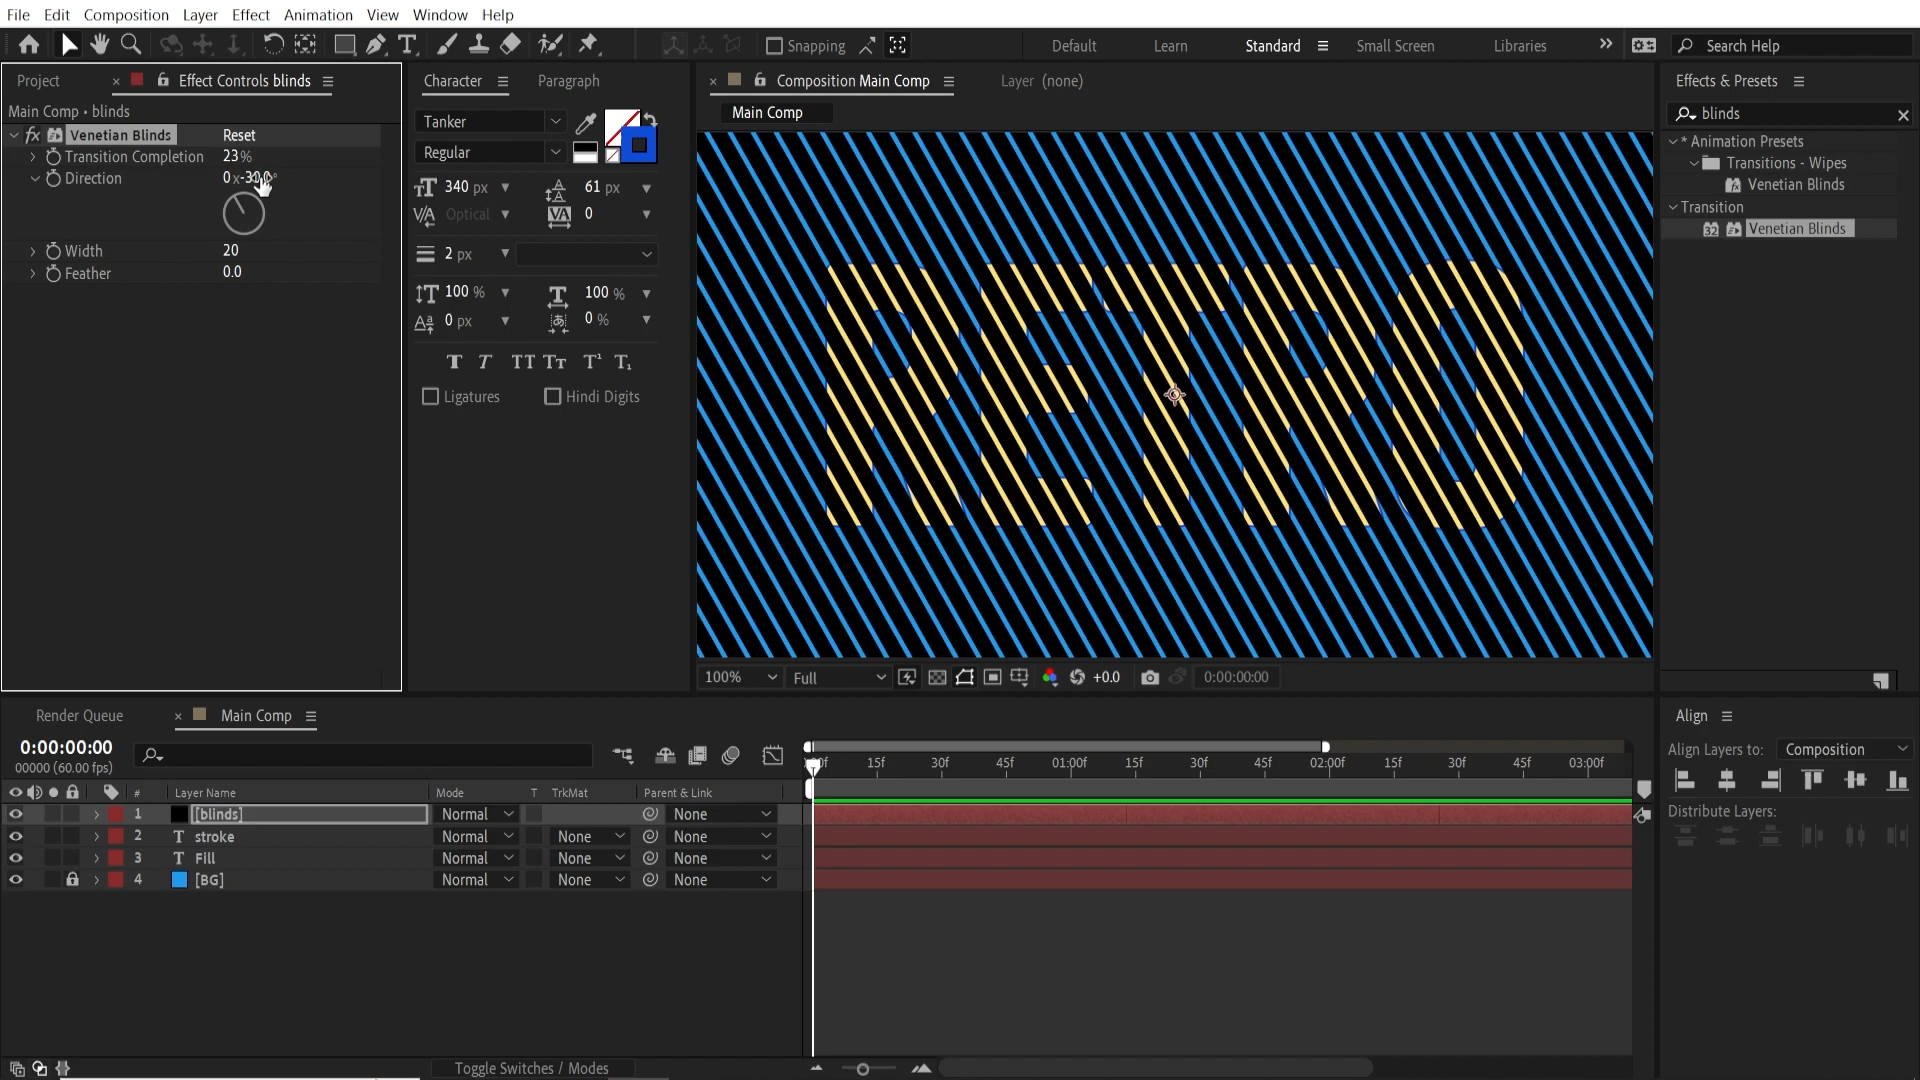 File Edit Composition Layer Effect Animation View Window Help
Snapping Default Learn Standard Small Screen Libraries Search Help
Project Effect Controls blinds
Main Comp • blinds
fx Venetian Blinds Reset
Transition Completion 23%
Direction 0x-30.0°
Width 20
Feather 0.0
Character Paragraph
Tanker
Regular
340 px 61 px
Optical 0
2 px
100 % 100 %
0 px 0 %
Ligatures Hindi Digits
Composition Main Comp Layer (none)
Main Comp
RETRO
100% Full +0.0 0:00:00:00
Effects & Presets
blinds
* Animation Presets
Transitions - Wipes
Venetian Blinds
Transition
Venetian Blinds
Render Queue Main Comp
0:00:00:00
00000 (60.00 fps)
15f 30f 45f 01:00f 15f 30f 45f 02:00f 15f 30f 45f 03:00f
# Layer Name Mode T TrkMat Parent & Link
1 [blinds] Normal None
2 stroke Normal None None
3 Fill Normal None None
4 [BG] Normal None None
Toggle Switches / Modes
Align
Align Layers to: Composition
Distribute Layers: